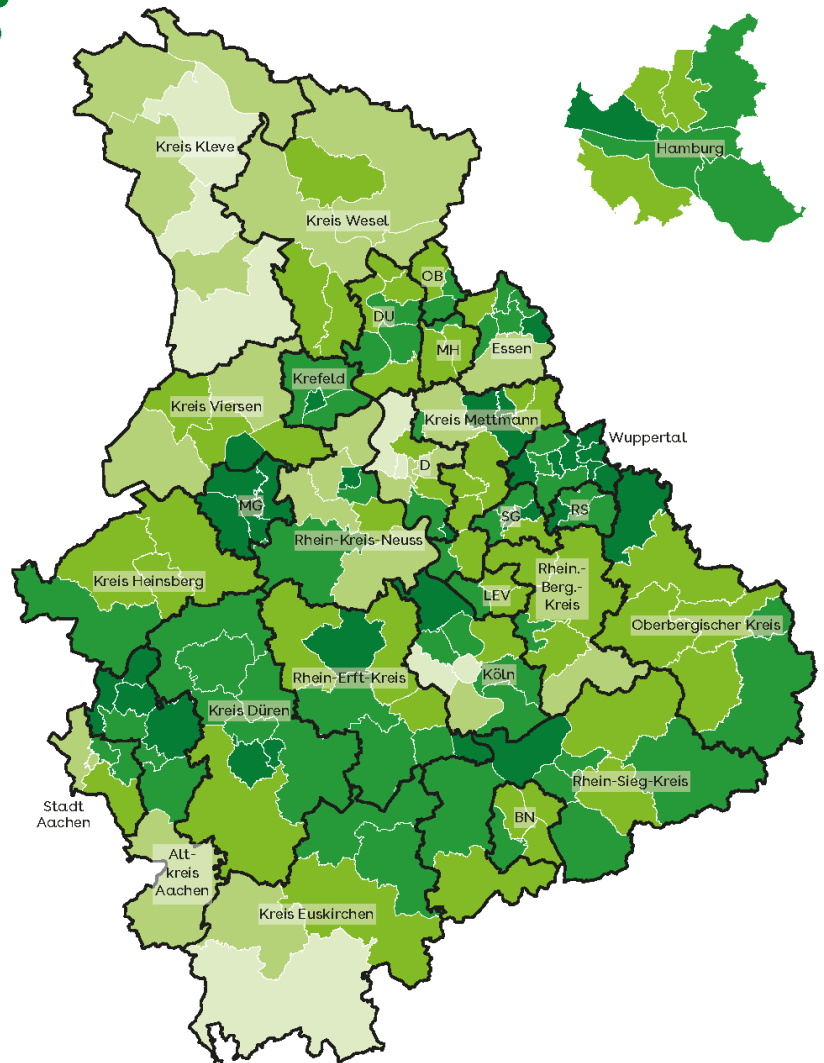 Kreis Kleve
Hamburg
Kreis Wesel
OB
DU
MH
Essen
Krefeld
Kreis Viersen
Kreis Mettmann
Wuppertal
D
MG
SG
RS
Rhein-Kreis-Neuss
Kreis Heinsberg
Rhein.-
Berg.-
Kreis
LEV
Oberbergischer Kreis
Köln
Rhein-Erft-Kreis
Kreis Düren
Rhein-Sieg-Kreis
Stadt
Aachen
BN
Alt-
kreis
Aachen
Kreis Euskirchen